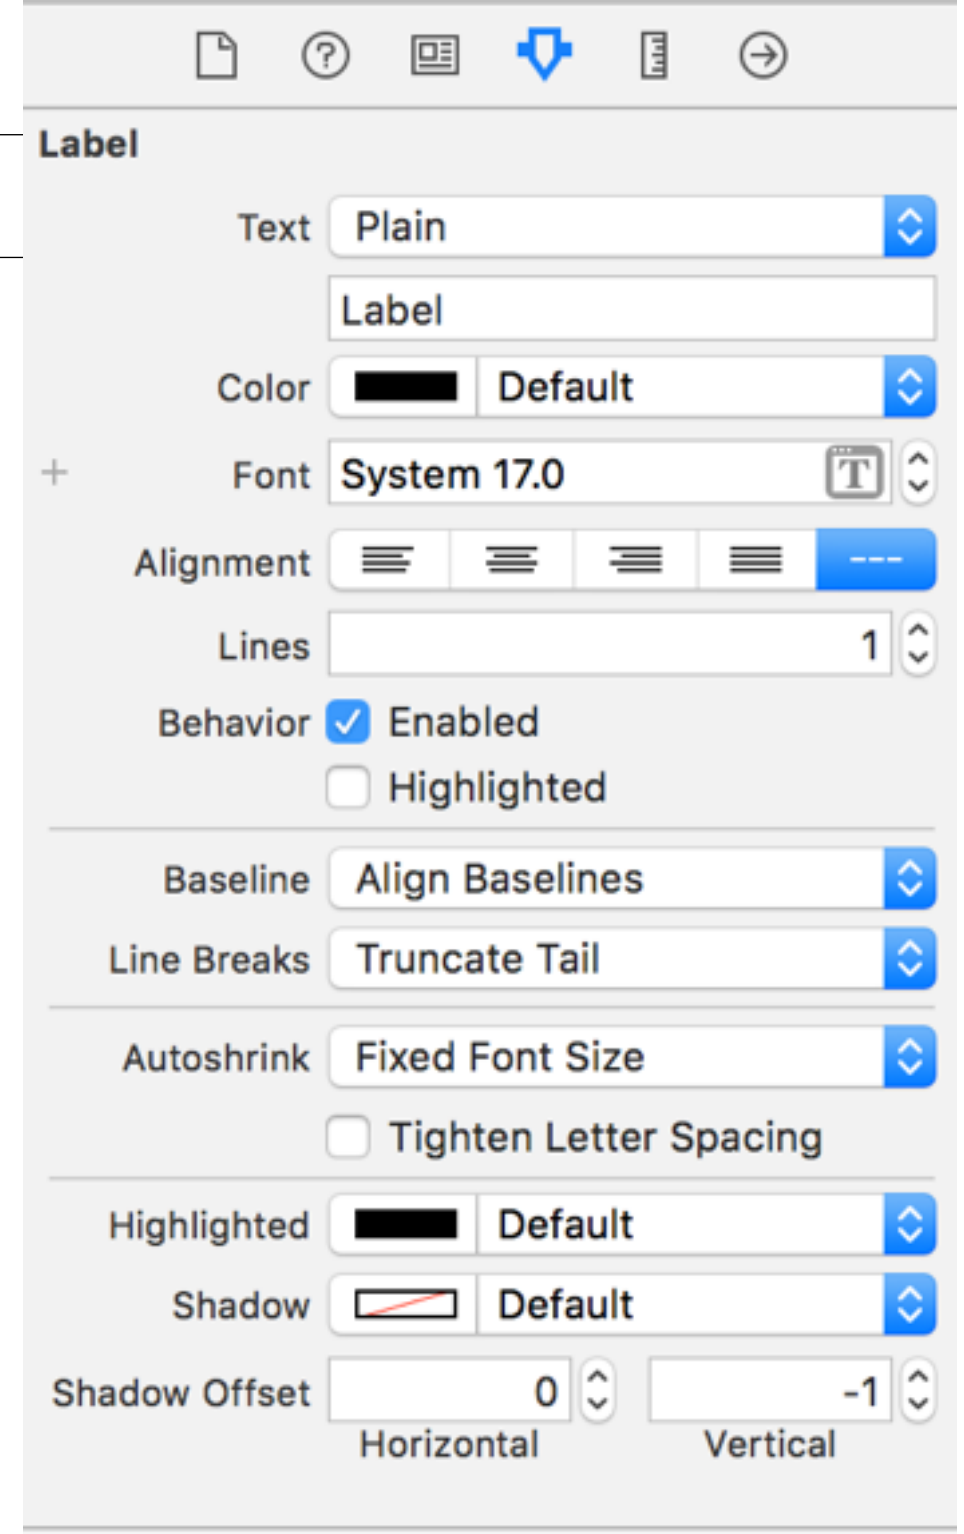 Label
Text Plain
Label
Color Default
+ Font System 17.0 T
Alignment ---
Lines 1
Behavior Enabled
Highlighted
Baseline Align Baselines
Line Breaks Truncate Tail
Autoshrink Fixed Font Size
Tighten Letter Spacing
Highlighted Default
Shadow Default
Shadow Offset 0 -1
Horizontal Vertical